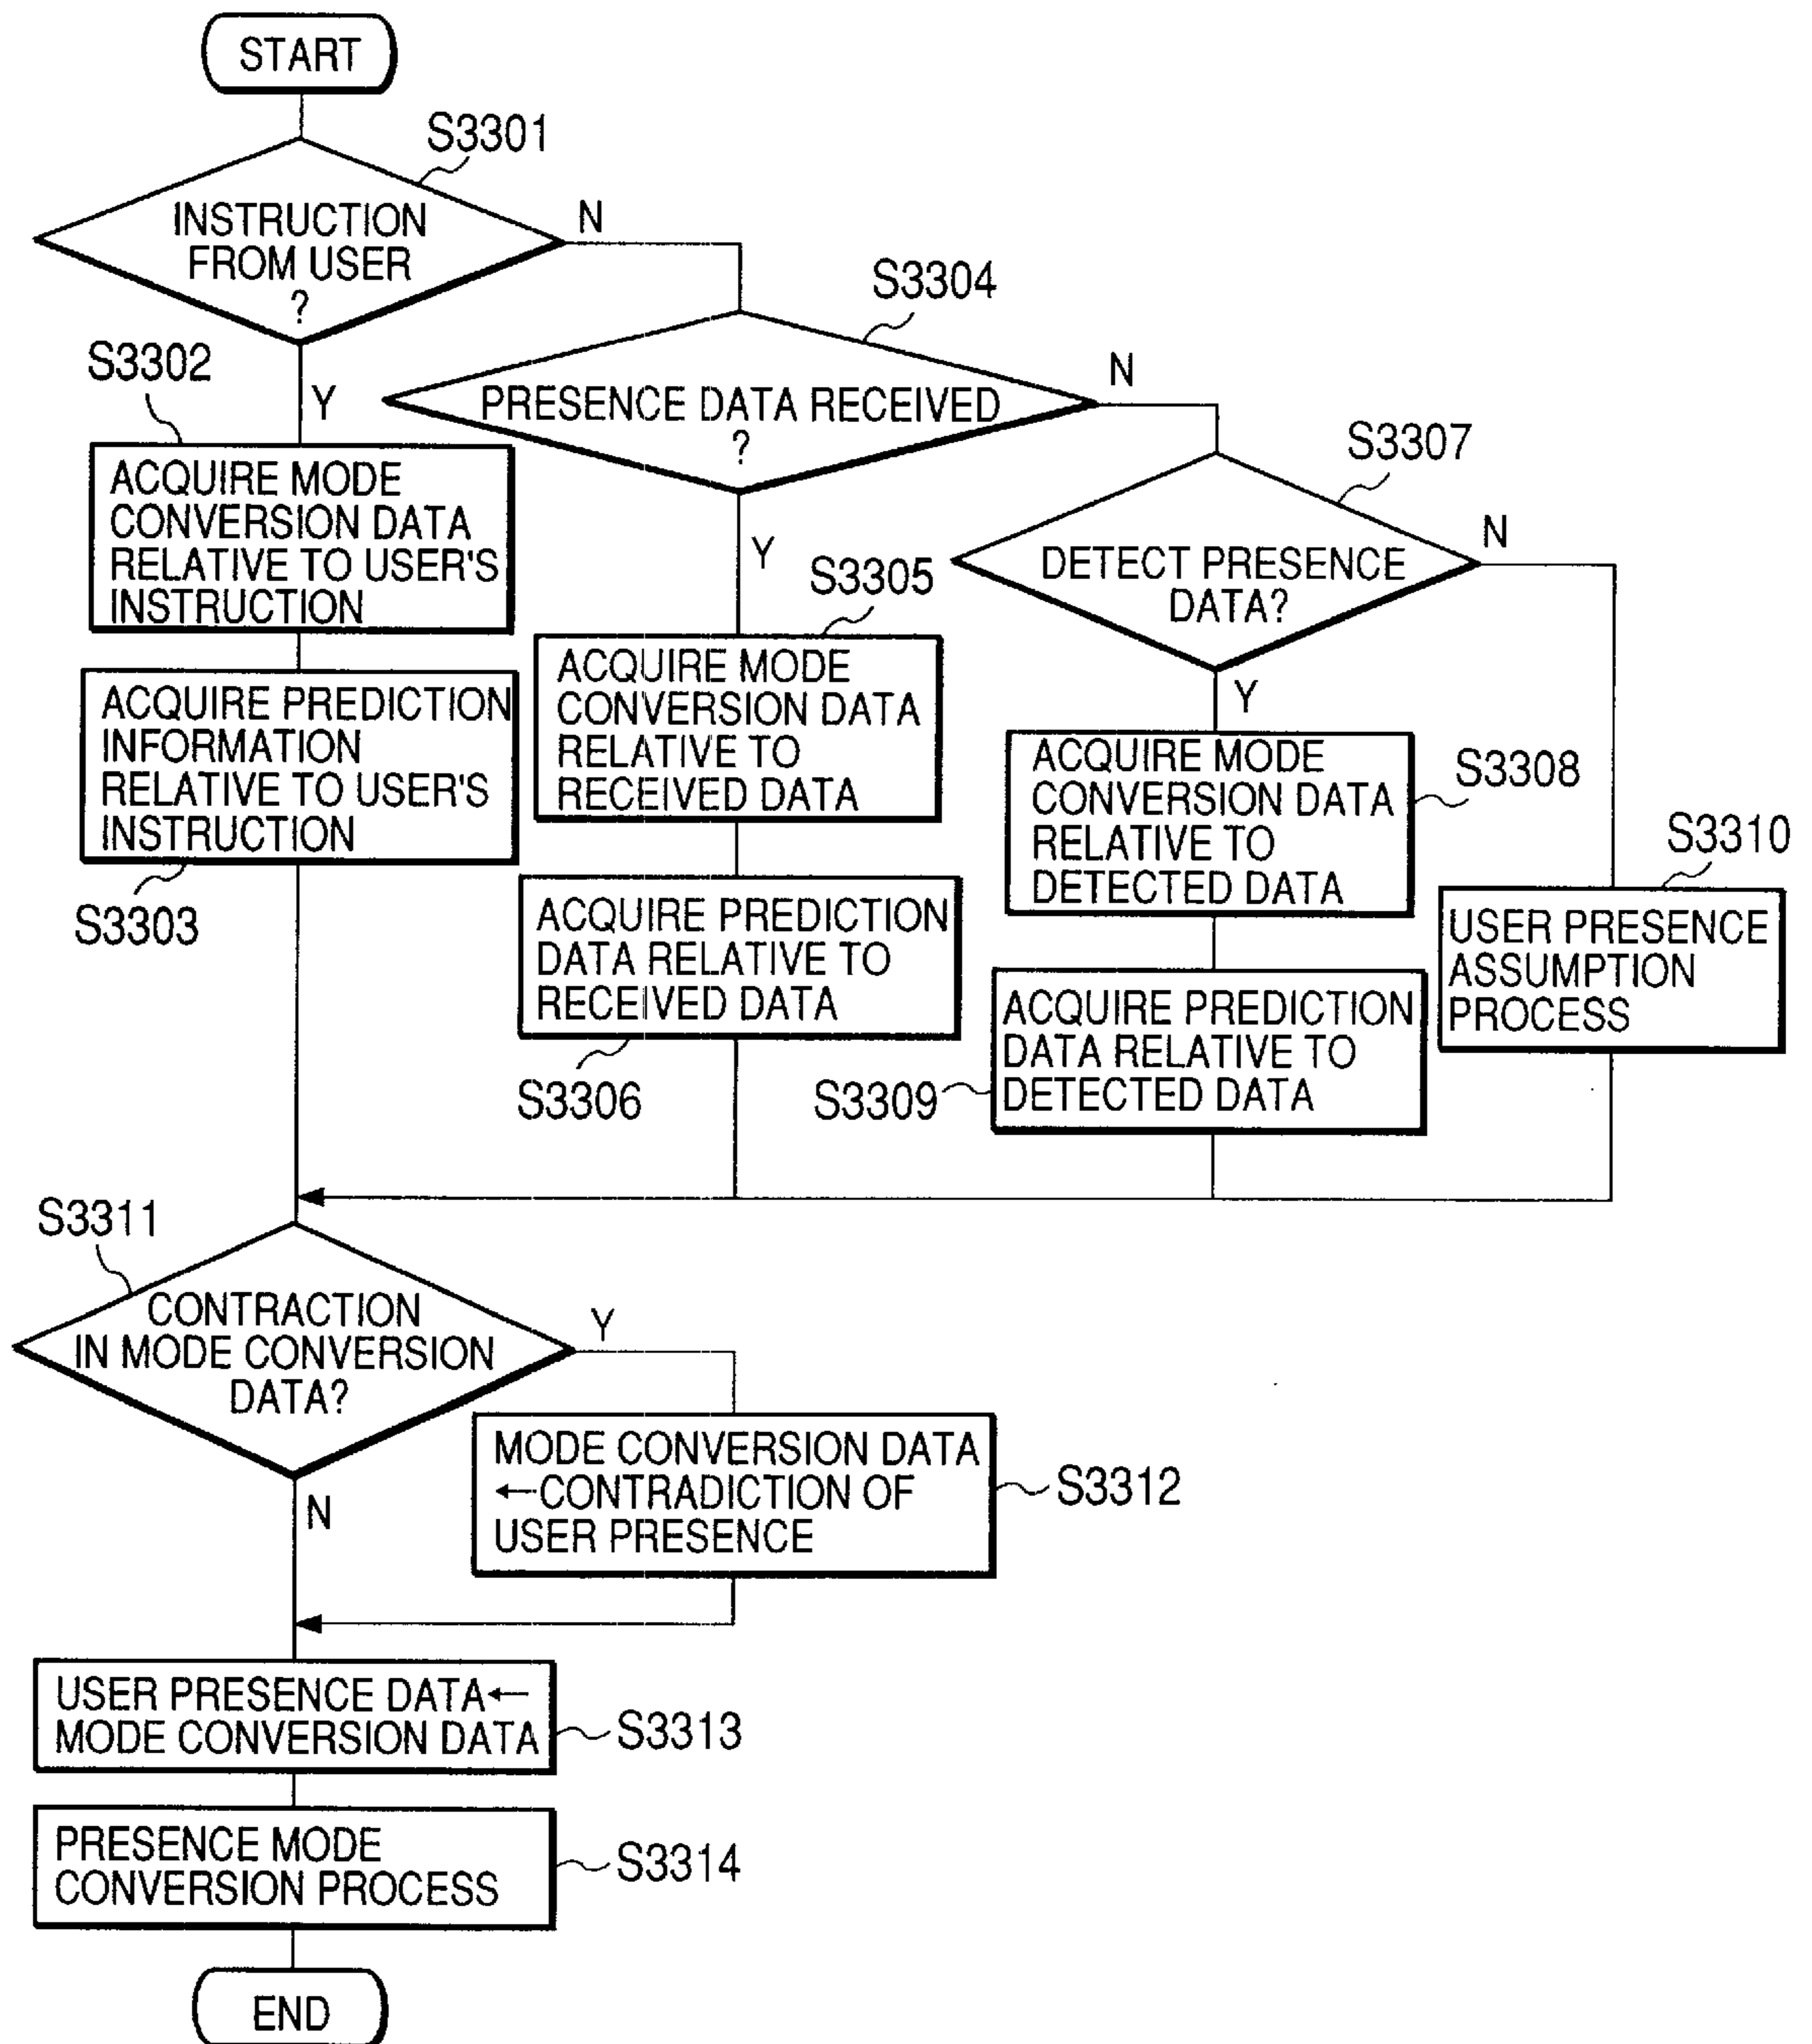 START
S3301
INSTRUCTION
FROM USER
?
N
Y
S3302
ACQUIRE MODE
CONVERSION DATA
RELATIVE TO USER'S
INSTRUCTION
ACQUIRE PREDICTION
INFORMATION
RELATIVE TO USER'S
INSTRUCTION
S3303
S3304
PRESENCE DATA RECEIVED
?
N
Y
S3305
ACQUIRE MODE
CONVERSION DATA
RELATIVE TO
RECEIVED DATA
ACQUIRE PREDICTION
DATA RELATIVE TO
RECEIVED DATA
S3306
S3307
DETECT PRESENCE
DATA?
N
Y
ACQUIRE MODE
CONVERSION DATA
RELATIVE TO
DETECTED DATA
S3308
ACQUIRE PREDICTION
DATA RELATIVE TO
DETECTED DATA
S3309
S3310
USER PRESENCE
ASSUMPTION
PROCESS
S3311
CONTRACTION
IN MODE CONVERSION
DATA?
Y
N
MODE CONVERSION DATA
←CONTRADICTION OF
USER PRESENCE
S3312
USER PRESENCE DATA←
MODE CONVERSION DATA
S3313
PRESENCE MODE
CONVERSION PROCESS
S3314
END